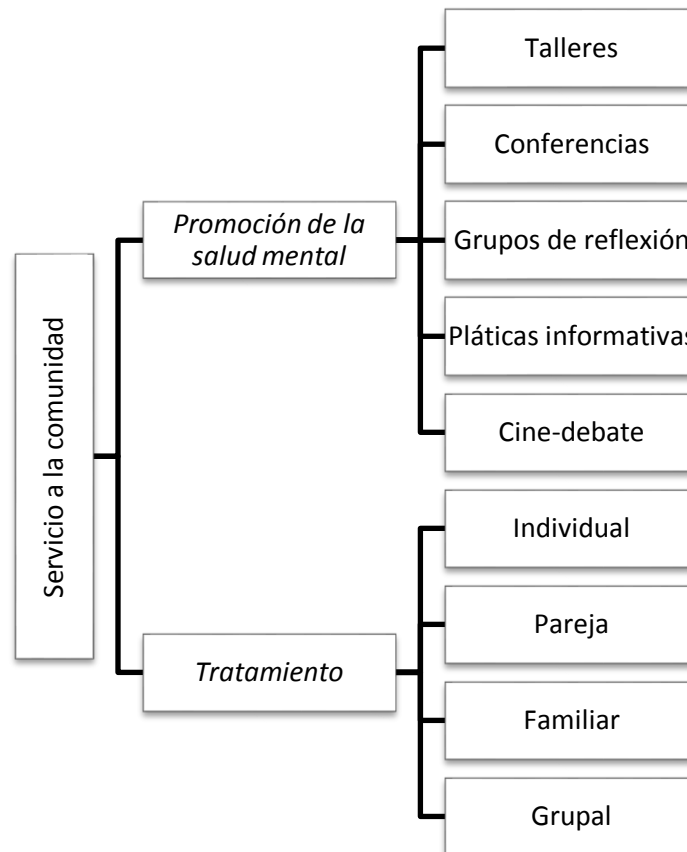 Servicio a la comunidad
Promoción de la
salud mental
Talleres
Conferencias
Grupos de reflexión
Pláticas informativas
Cine-debate
Tratamiento
Individual
Pareja
Familiar
Grupal